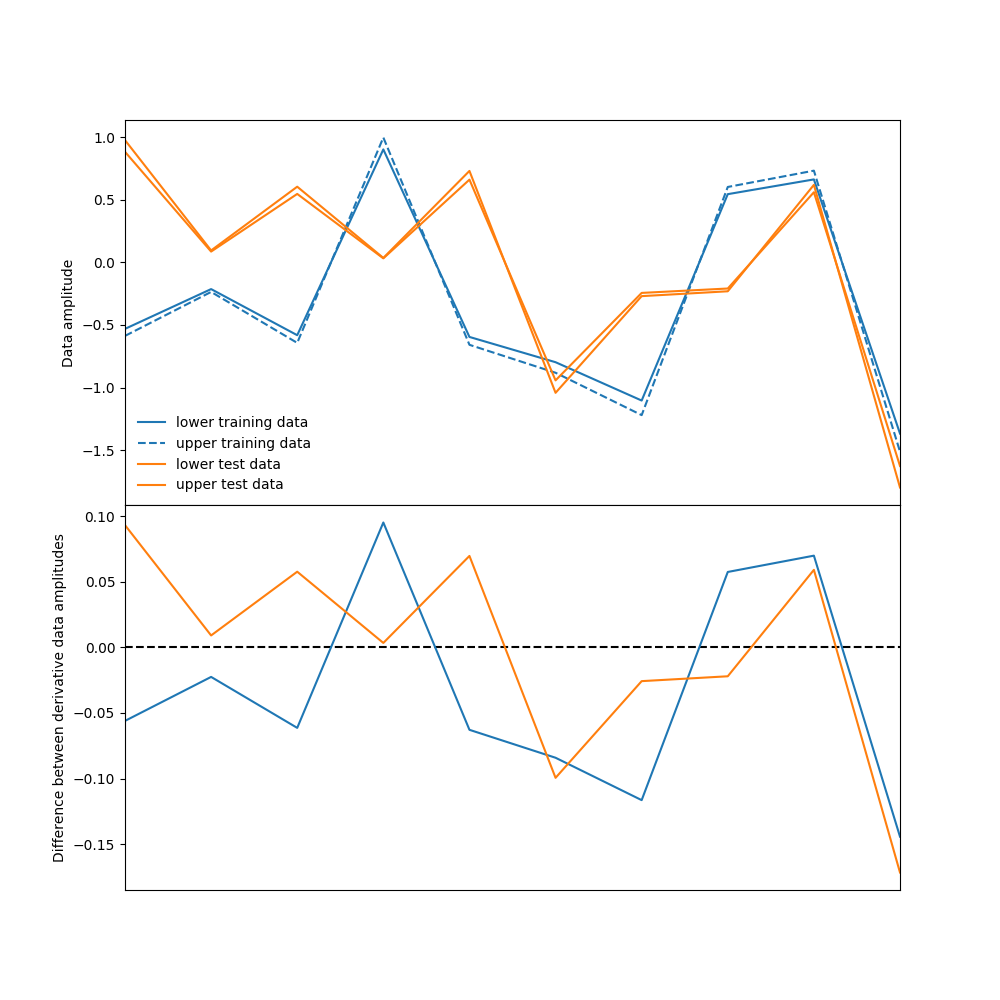 1.0
0.5
0.0
−0.5
−1.0
−1.5
Data amplitude
lower training data
upper training data
lower test data
upper test data
0.10
0.05
0.00
−0.05
−0.10
−0.15
Difference between derivative data amplitudes